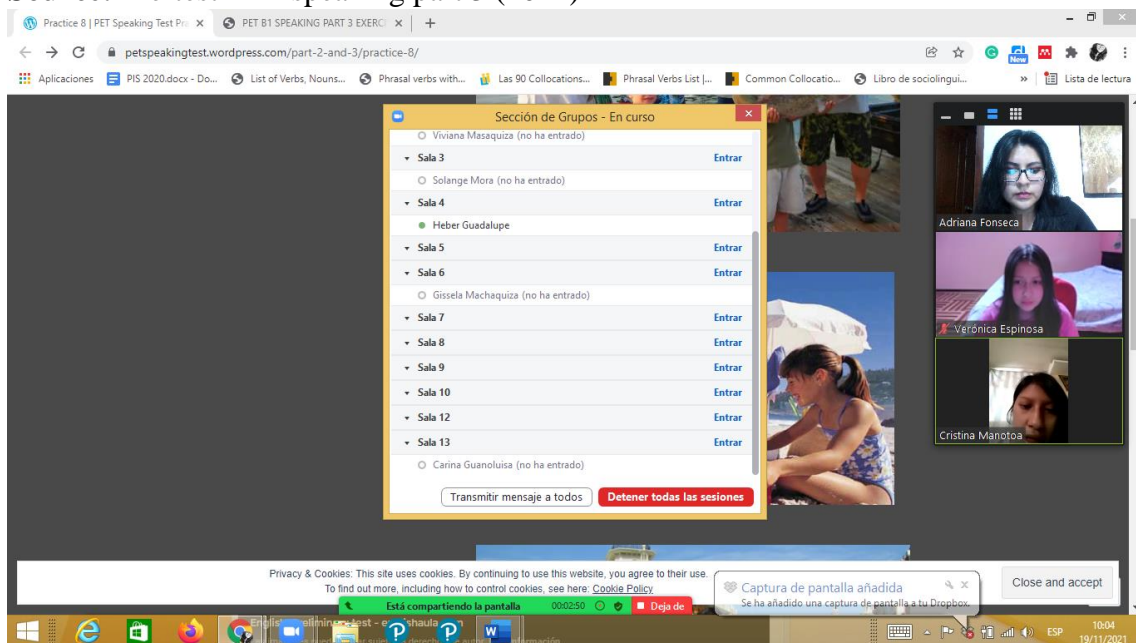 Practice 8 | PET Speaking Test Pra
PET B1 SPEAKING PART 3 EXERCI
petspeakingtest.wordpress.com/part-2-and-3/practice-8/
Aplicaciones
PIS 2020.docx - Do...
List of Verbs, Nouns...
Phrasal verbs with...
Las 90 Collocations...
Phrasal Verbs List |...
Common Collocatio...
Libro de sociolingui...
»
Lista de lectura
New
Sección de Grupos - En curso
Viviana Masaquiza (no ha entrado)
Sala 3 Entrar
Solange Mora (no ha entrado)
Sala 4 Entrar
Heber Guadalupe
Sala 5 Entrar
Sala 6 Entrar
Gissela Machaquiza (no ha entrado)
Sala 7 Entrar
Sala 8 Entrar
Sala 9 Entrar
Sala 10 Entrar
Sala 12 Entrar
Sala 13 Entrar
Carina Guanoluisa (no ha entrado)
Transmitir mensaje a todos Detener todas las sesiones
Adriana Fonseca
Verónica Espinosa
Cristina Manotoa
Privacy & Cookies: This site uses cookies. By continuing to use this website, you agree to their use.
To find out more, including how to control cookies, see here: Cookie Policy
Close and accept
Captura de pantalla añadida
Se ha añadido una captura de pantalla a tu Dropbox.
Está compartiendo la pantalla 00:02:50 Deja de
ESP
10:04
19/11/2021